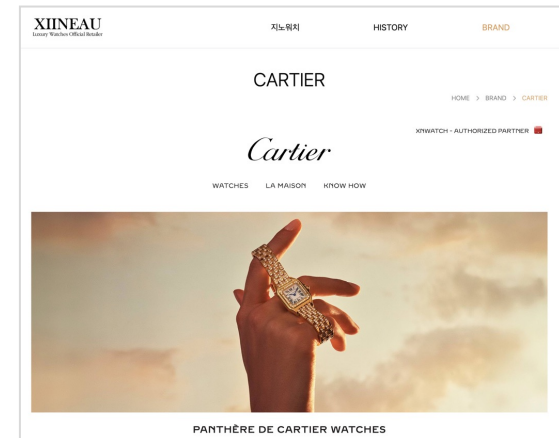 XIINEAU
Luxury Watches Official Retailer
지노워치 HISTORY BRAND
CARTIER
HOME > BRAND > CARTIER
XNWATCH - AUTHORIZED PARTNER
Cartier
WATCHES LA MAISON KNOW HOW
PANTHÈRE DE CARTIER WATCHES